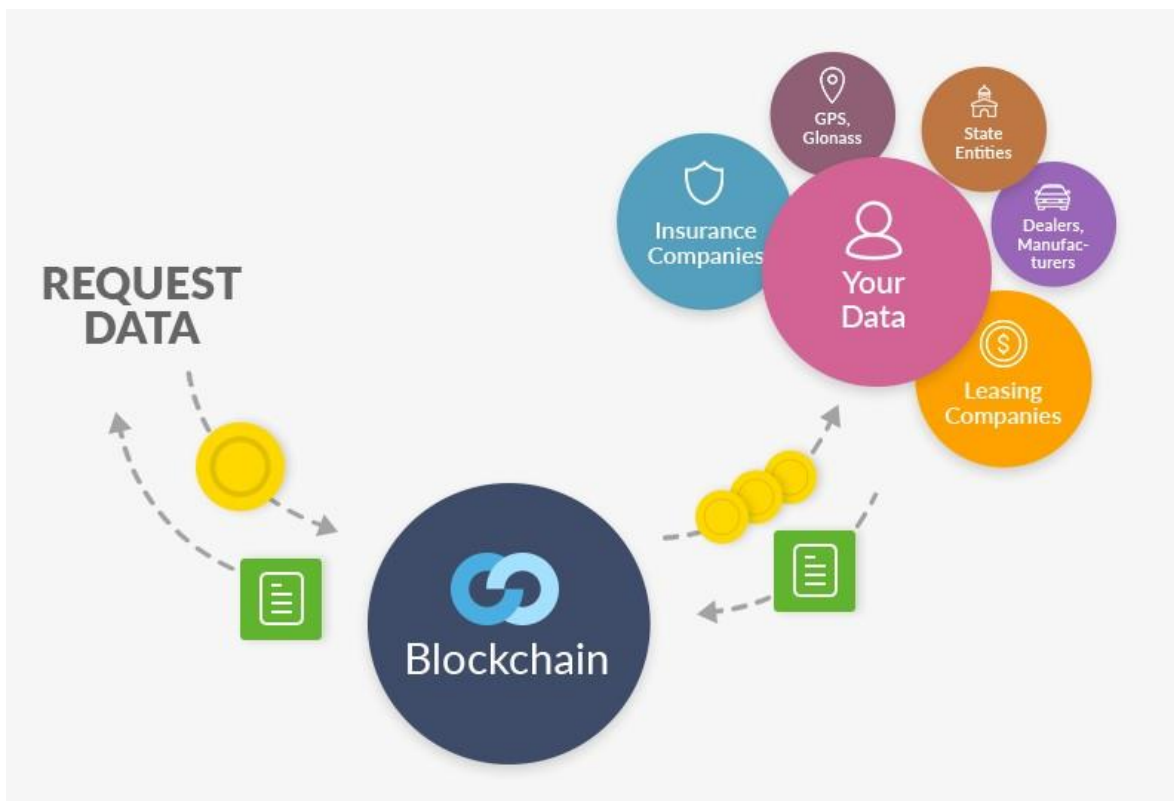 REQUEST
DATA
Blockchain
Insurance
Companies
GPS,
Glonass
State
Entities
Dealers,
Manufac-
turers
Your
Data
Leasing
Companies